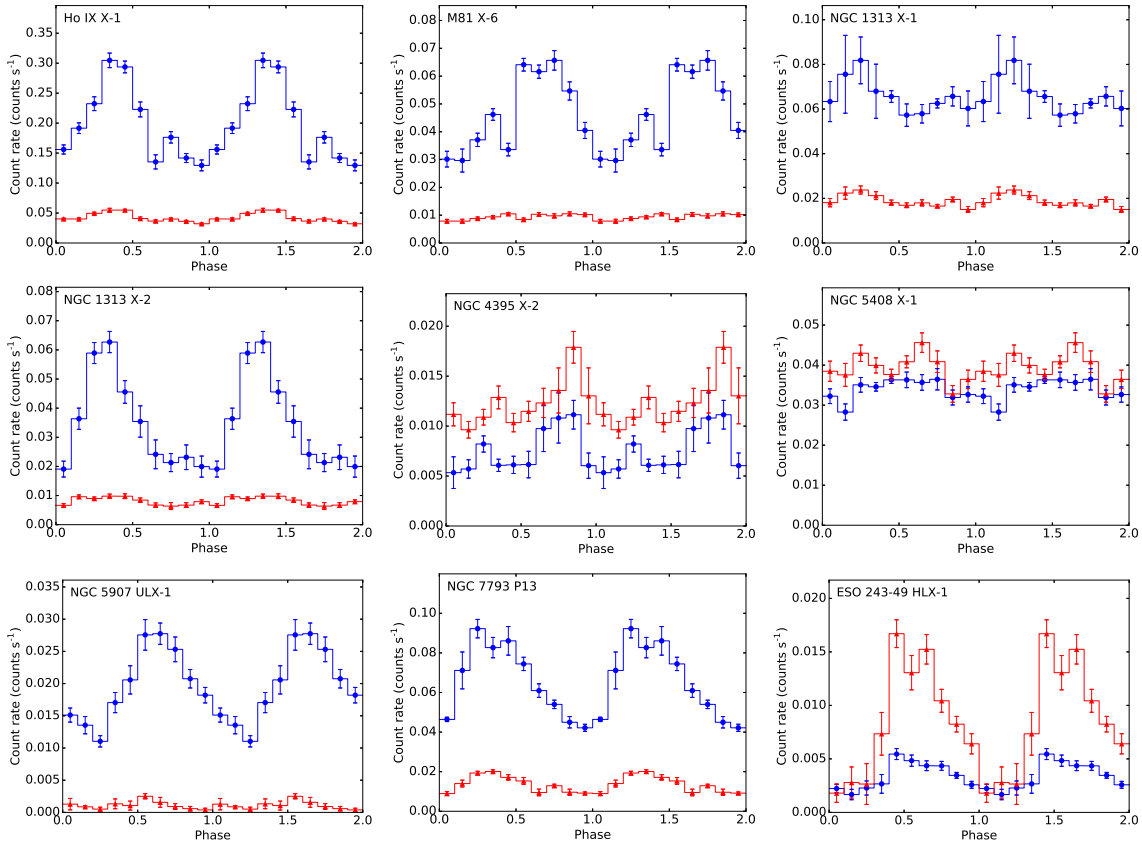 Ho IX X-1
Count rate (counts s⁻¹)
0.35
0.30
0.25
0.20
0.15
0.10
0.05
0.00
0.0 0.5 1.0 1.5 2.0
Phase
M81 X-6
Count rate (counts s⁻¹)
0.08
0.07
0.06
0.05
0.04
0.03
0.02
0.01
0.00
0.0 0.5 1.0 1.5 2.0
Phase
NGC 1313 X-1
Count rate (counts s⁻¹)
0.10
0.08
0.06
0.04
0.02
0.00
0.0 0.5 1.0 1.5 2.0
Phase
NGC 1313 X-2
Count rate (counts s⁻¹)
0.08
0.07
0.06
0.05
0.04
0.03
0.02
0.01
0.00
0.0 0.5 1.0 1.5 2.0
Phase
NGC 4395 X-2
Count rate (counts s⁻¹)
0.020
0.015
0.010
0.005
0.000
0.0 0.5 1.0 1.5 2.0
Phase
NGC 5408 X-1
Count rate (counts s⁻¹)
0.05
0.04
0.03
0.02
0.01
0.00
0.0 0.5 1.0 1.5 2.0
Phase
NGC 5907 ULX-1
Count rate (counts s⁻¹)
0.035
0.030
0.025
0.020
0.015
0.010
0.005
0.000
0.0 0.5 1.0 1.5 2.0
Phase
NGC 7793 P13
Count rate (counts s⁻¹)
0.10
0.08
0.06
0.04
0.02
0.00
0.0 0.5 1.0 1.5 2.0
Phase
ESO 243-49 HLX-1
Count rate (counts s⁻¹)
0.020
0.015
0.010
0.005
0.000
0.0 0.5 1.0 1.5 2.0
Phase